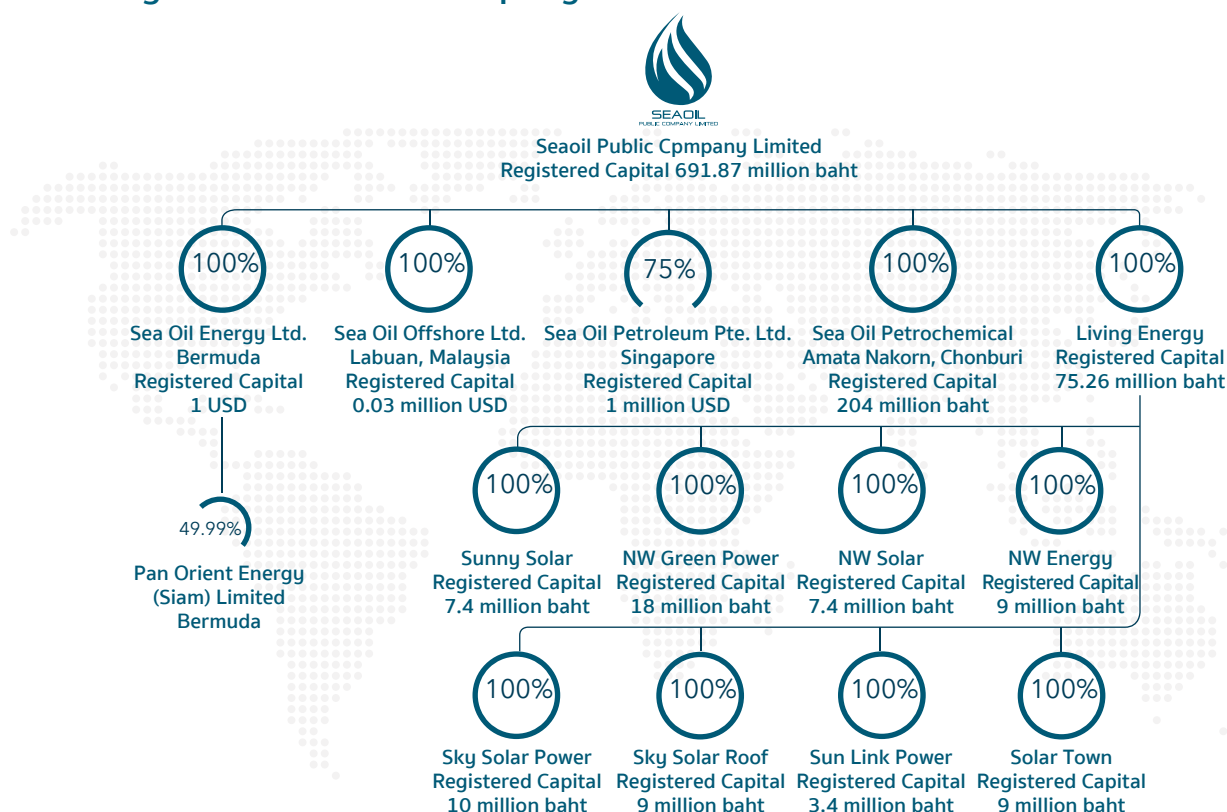 SEAOIL
PUBLIC COMPANY LIMITED
Seaoil Public Cpmpany Limited
Registered Capital 691.87 million baht
100%
100%
75%
100%
100%
Sea Oil Energy Ltd.
Bermuda
Registered Capital
1 USD
Sea Oil Offshore Ltd.
Labuan, Malaysia
Registered Capital
0.03 million USD
Sea Oil Petroleum Pte. Ltd.
Singapore
Registered Capital
1 million USD
Sea Oil Petrochemical
Amata Nakorn, Chonburi
Registered Capital
204 million baht
Living Energy
Registered Capital
75.26 million baht
49.99%
Pan Orient Energy
(Siam) Limited
Bermuda
100%
100%
100%
100%
Sunny Solar
Registered Capital
7.4 million baht
NW Green Power
Registered Capital
18 million baht
NW Solar
Registered Capital
7.4 million baht
NW Energy
Registered Capital
9 million baht
100%
100%
100%
100%
Sky Solar Power
Registered Capital
10 million baht
Sky Solar Roof
Registered Capital
9 million baht
Sun Link Power
Registered Capital
3.4 million baht
Solar Town
Registered Capital
9 million baht